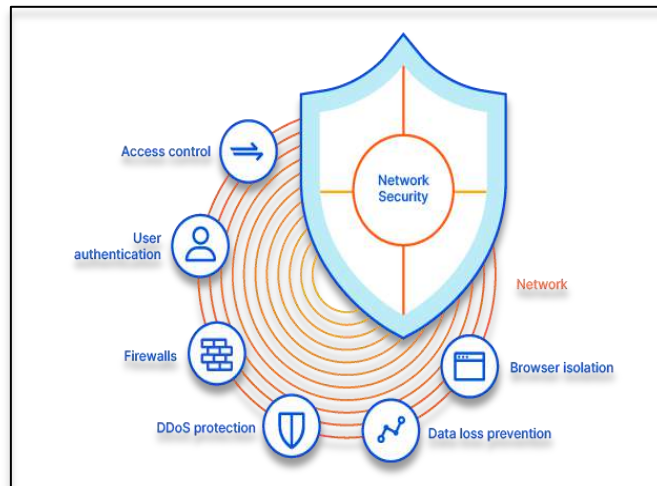 Network
Security
Access control
User
authentication
Network
Firewalls
Browser isolation
DDoS protection
Data loss prevention